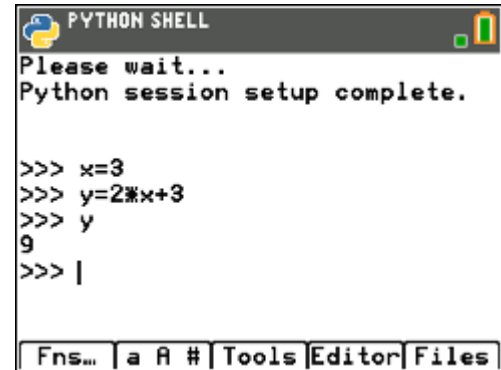 PYTHON SHELL
Please wait...
Python session setup complete.
>>> x=3
>>> y=2*x+3
>>> y
9
>>>
Fns… a A # Tools Editor Files